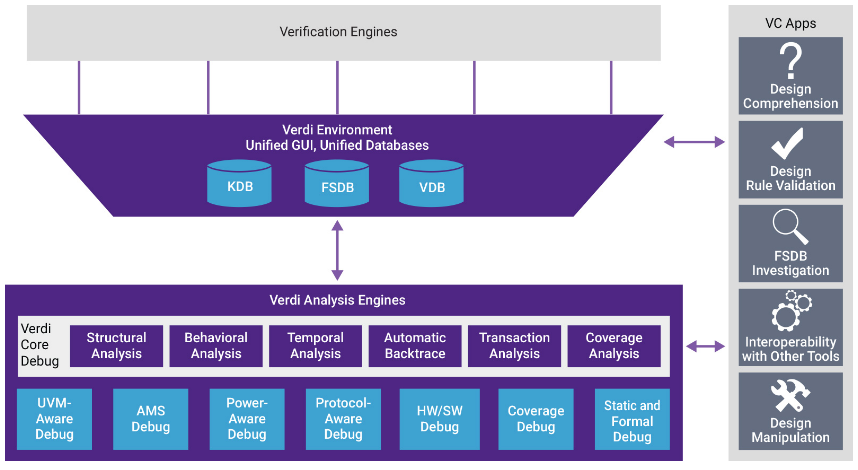 Verification Engines
Verdi Environment
Unified GUI, Unified Databases
KDB
FSDB
VDB
Verdi Analysis Engines
Verdi
Core
Debug
Structural
Analysis
Behavioral
Analysis
Temporal
Analysis
Automatic
Backtrace
Transaction
Analysis
Coverage
Analysis
UVM-
Aware
Debug
AMS
Debug
Power-
Aware
Debug
Protocol-
Aware
Debug
HW/SW
Debug
Coverage
Debug
Static and
Formal
Debug
VC Apps
?
Design
Comprehension
Design
Rule Validation
FSDB
Investigation
Interoperability
with Other Tools
Design
Manipulation